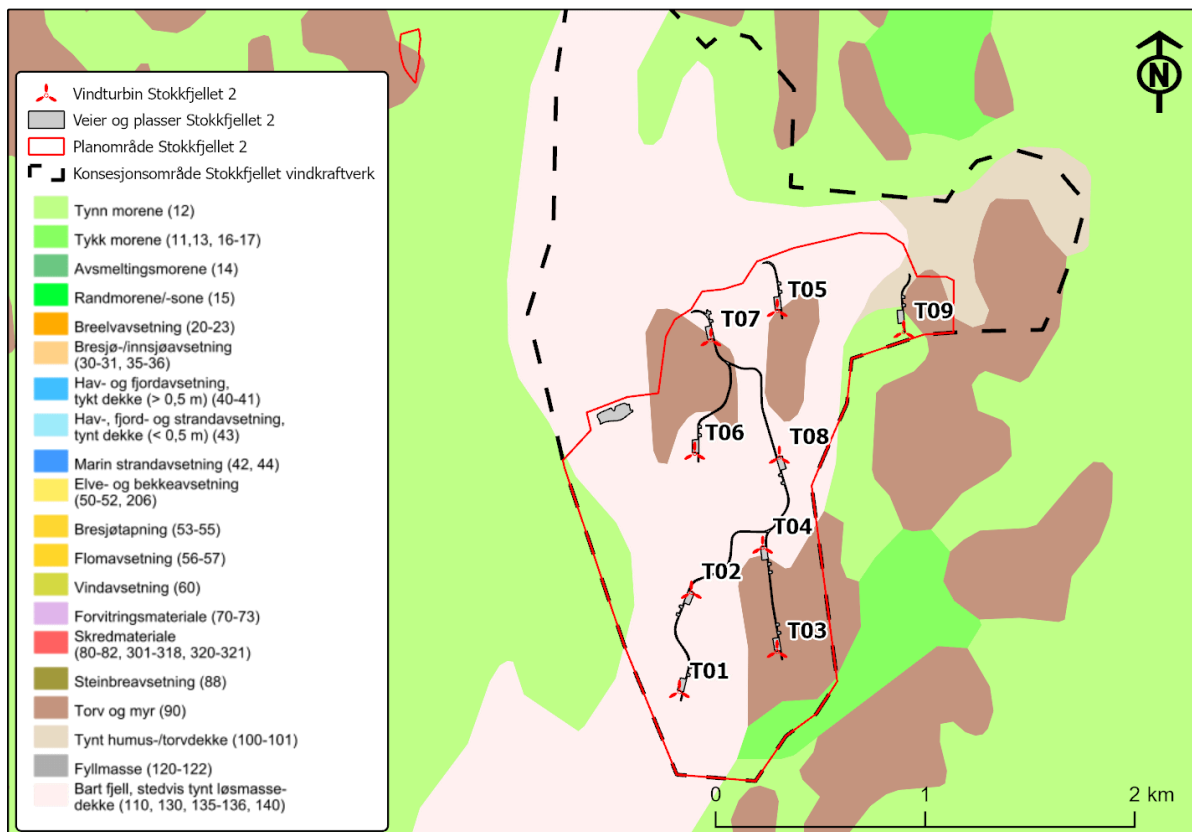 N
Vindturbin Stokkfjellet 2
Veier og plasser Stokkfjellet 2
Planområde Stokkfjellet 2
Konsesjonsområde Stokkfjellet vindkraftverk
Tynn morene (12)
Tykk morene (11,13, 16-17)
Avsmeltingsmorene (14)
Randmorene/-sone (15)
Breelvavsetning (20-23)
Bresjø-/innsjøavsetning
(30-31, 35-36)
Hav- og fjordavsetning,
tykt dekke (> 0,5 m) (40-41)
Hav-, fjord- og strandavsetning,
tynt dekke (< 0,5 m) (43)
Marin strandavsetning (42, 44)
Elve- og bekkeavsetning
(50-52, 206)
Bresjøtapning (53-55)
Flomavsetning (56-57)
Vindavsetning (60)
Forvitringsmateriale (70-73)
Skredmateriale
(80-82, 301-318, 320-321)
Steinbreavsetning (88)
Torv og myr (90)
Tynt humus-/torvdekke (100-101)
Fyllmasse (120-122)
Bart fjell, stedvis tynt løsmasse-
dekke (110, 130, 135-136, 140)
T05
T09
T07
T06
T08
T04
T02
T03
T01
0 1 2 km